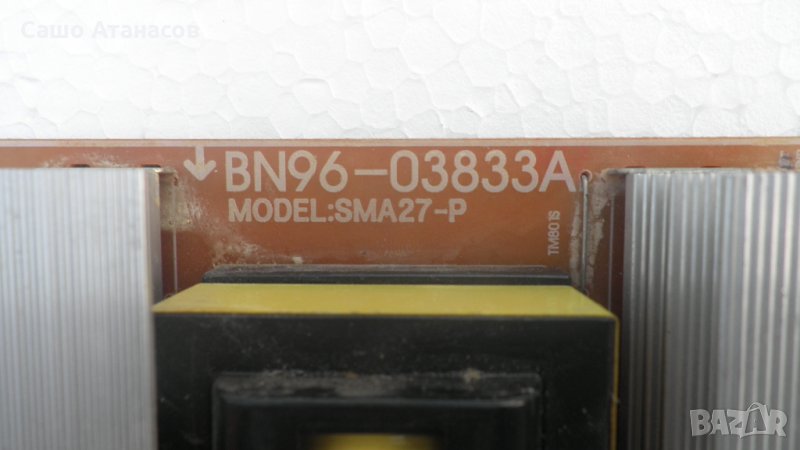 Сашо Атанасов
↓BN96-03833A
MODEL:SMA27-P
TM801S
BAZAR